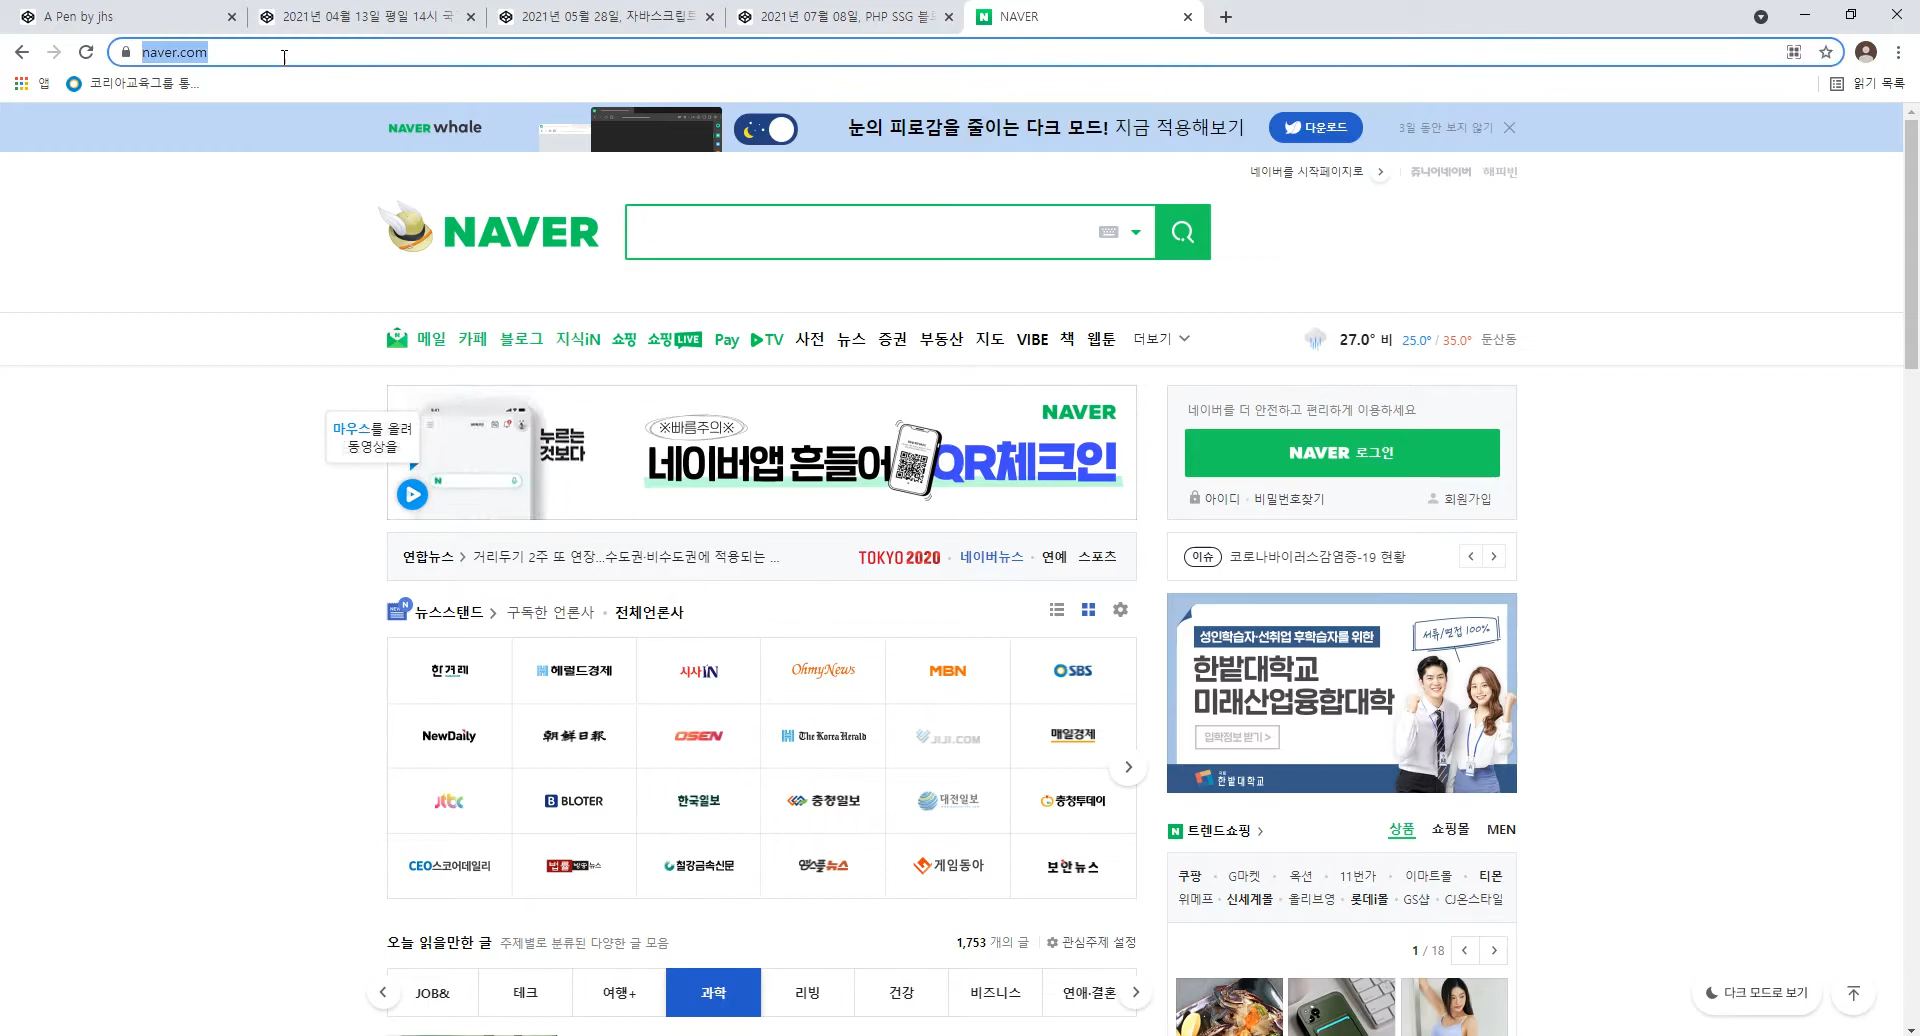 A Pen by jhs
2021년 04월 13일 평일 14시 국
2021년 05월 28일, 자바스크립트
2021년 07월 08일, PHP SSG 블로
NAVER
naver.com
앱
코리아교육그룹 통...
읽기 목록
NAVER whale
눈의 피로감을 줄이는 다크 모드! 지금 적용해보기
다운로드
3일 동안 보지 않기
네이버를 시작페이지로
쥬니어네이버
해피빈
NAVER
메일 카페 블로그 지식iN 쇼핑 쇼핑LIVE Pay TV 사전 뉴스 증권 부동산 지도 VIBE 책 웹툰 더보기
27.0° 비 25.0° / 35.0° 둔산동
마우스를 올려
동영상을
누르는
것보다
※빠름주의※
네이버앱 흔들어 QR체크인
NAVER
네이버를 더 안전하고 편리하게 이용하세요
NAVER 로그인
아이디 · 비밀번호찾기
회원가입
연합뉴스 > 거리두기 2주 또 연장...수도권·비수도권에 적용되는 ...
TOKYO 2020 · 네이버뉴스 · 연예 스포츠
이슈 코로나바이러스감염증-19 현황
뉴스스탠드 > 구독한 언론사 · 전체언론사
한겨레 헤럴드경제 시사IN OhmyNews MBN SBS
NewDaily 朝鮮日報 OSEN The Korea Herald JIJI.COM 매일경제
jtbc BLOTER 한국일보 충청일보 대전일보 충청투데이
CEO스코어데일리 법률방송뉴스 철강금속신문 맨즈플뉴스 게임동아 보안뉴스
성인학습자·선취업 후학습자를 위한
서류/면접 100%
한밭대학교
미래산업융합대학
입학정보 받기 >
한밭대학교
트렌드쇼핑 >
상품 쇼핑몰 MEN
쿠팡 · G마켓 · 옥션 · 11번가 · 이마트몰 · 티몬
위메프 · 신세계몰 · 올리브영 · 롯데i몰 · GS샵 · CJ온스타일
1 / 18
오늘 읽을만한 글 주제별로 분류된 다양한 글 모음
1,753 개의 글
관심주제 설정
JOB& 테크 여행+ 과학 리빙 건강 비즈니스 연애·결혼
다크 모드로 보기